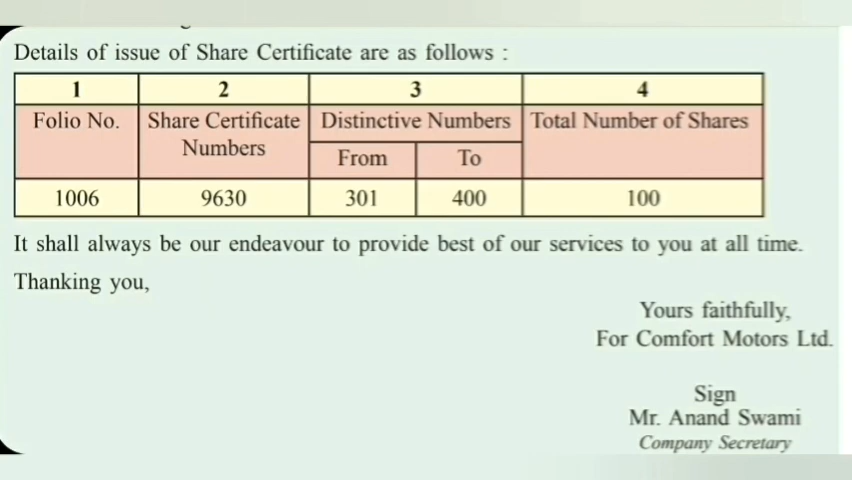 Details of issue of Share Certificate are as follows :
1 2 3 4
Folio No. Share Certificate Numbers Distinctive Numbers Total Number of Shares
From To
1006 9630 301 400 100
It shall always be our endeavour to provide best of our services to you at all time.
Thanking you,
Yours faithfully,
For Comfort Motors Ltd.
Sign
Mr. Anand Swami
Company Secretary